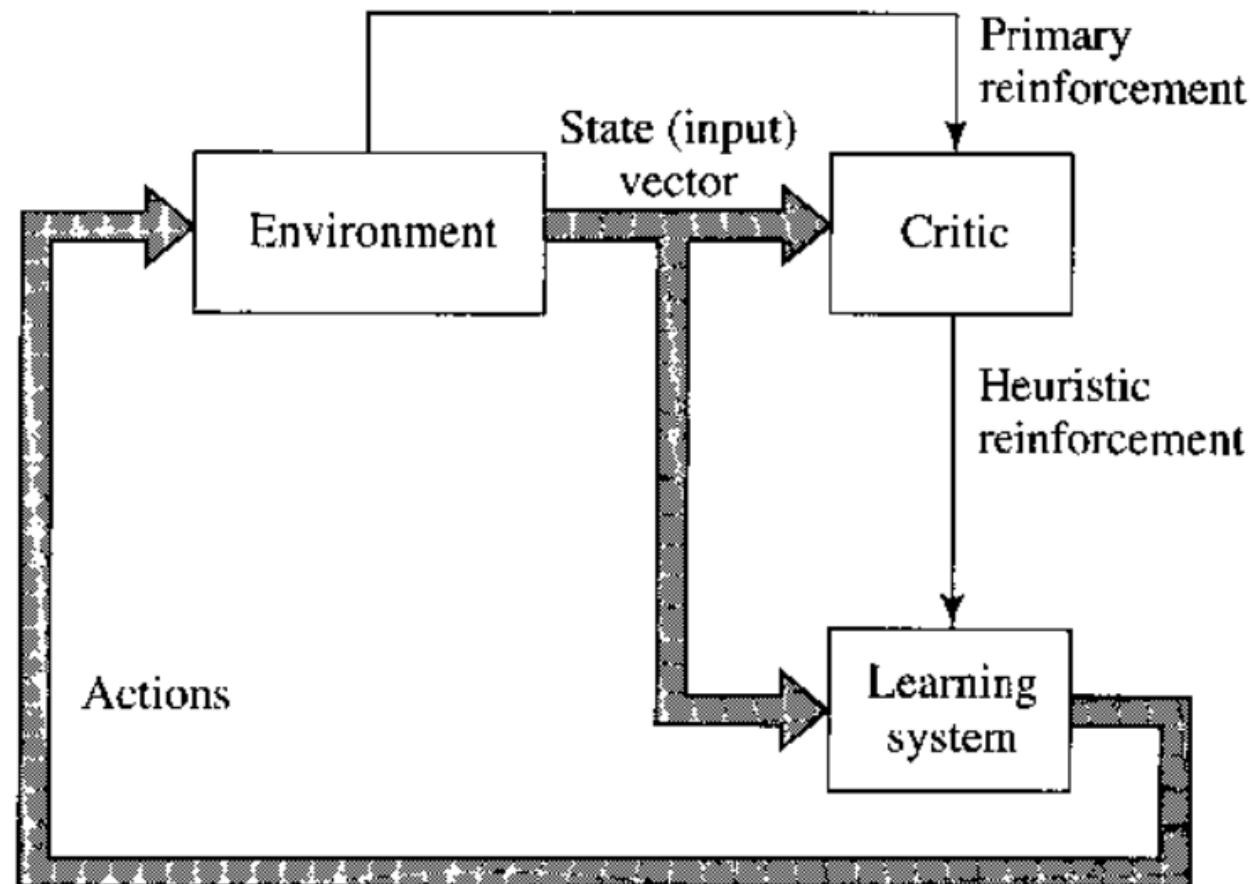 Primary
reinforcement
State (input)
vector
Environment
Critic
Heuristic
reinforcement
Actions
Learning
system